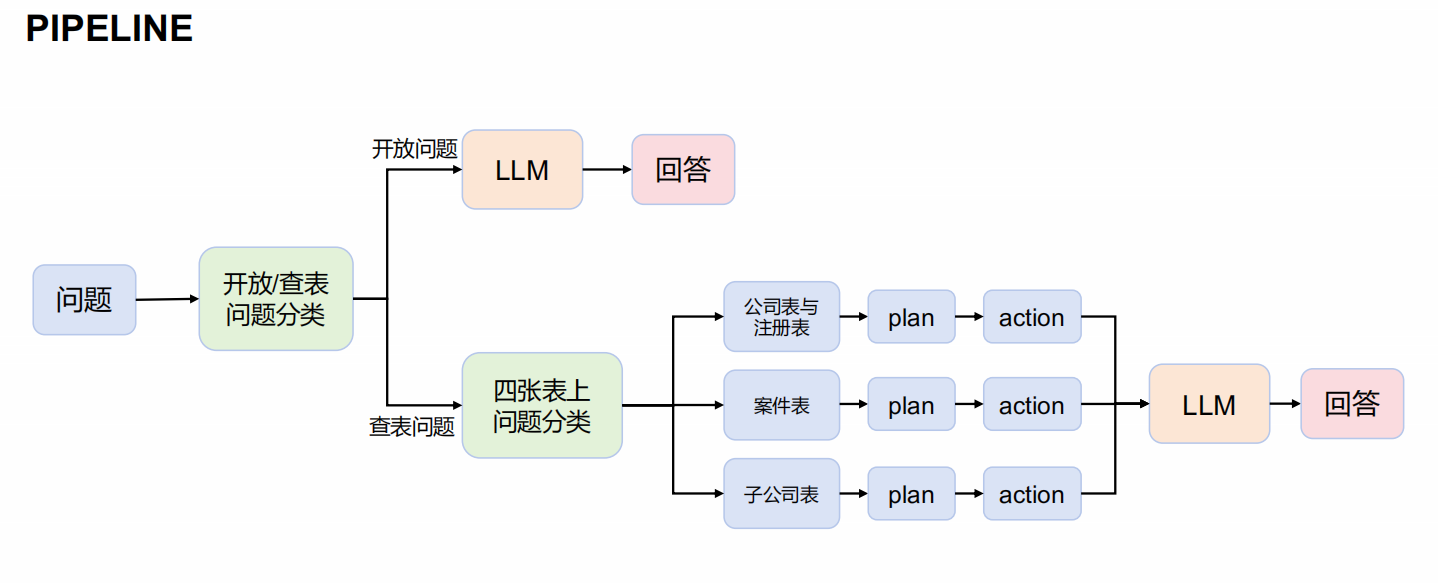 PIPELINE
开放问题
LLM
回答
问题
开放/查表
问题分类
查表问题
四张表上
问题分类
公司表与
注册表
plan
action
案件表
plan
action
子公司表
plan
action
LLM
回答